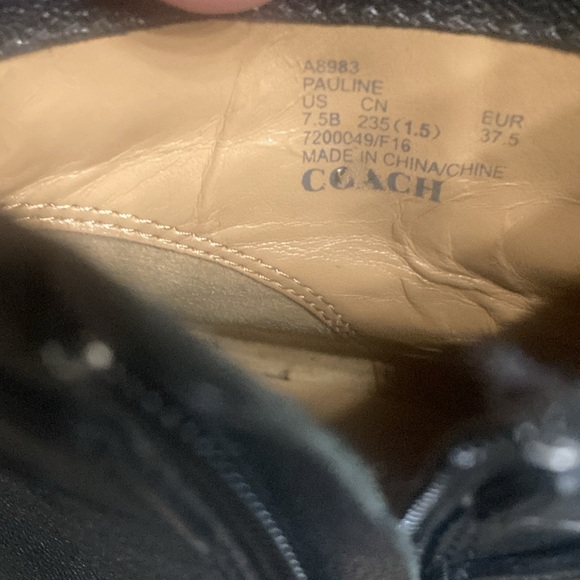 A8983
PAULINE
US CN EUR
7.5B 235(1.5) 37.5
7200049/F16
MADE IN CHINA/CHINE
COACH